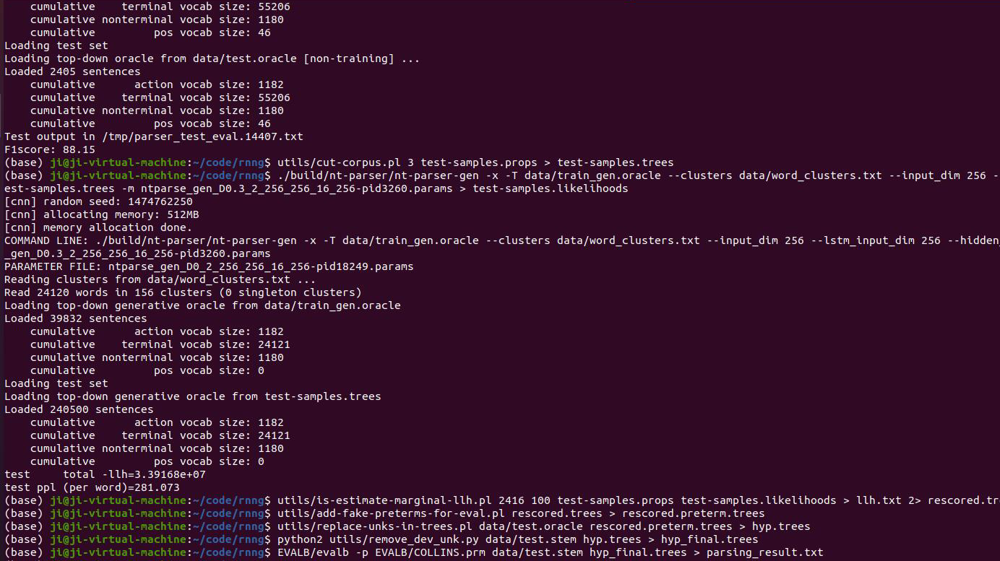 cumulative    terminal vocab size: 55206
    cumulative nonterminal vocab size: 1180
    cumulative         pos vocab size: 46
Loading test set
Loading top-down oracle from data/test.oracle [non-training] ...
Loaded 2405 sentences
    cumulative      action vocab size: 1182
    cumulative    terminal vocab size: 55206
    cumulative nonterminal vocab size: 1180
    cumulative         pos vocab size: 46
Test output in /tmp/parser_test_eval.14407.txt
F1score: 88.15
(base) ji@ji-virtual-machine:~/code/rnng$ utils/cut-corpus.pl 3 test-samples.props > test-samples.trees
(base) ji@ji-virtual-machine:~/code/rnng$ ./build/nt-parser/nt-parser-gen -x -T data/train_gen.oracle --clusters data/word_clusters.txt --input_dim 256 -
est-samples.trees -m ntparse_gen_D0.3_2_256_256_16_256-pid3260.params > test-samples.likelihoods
[cnn] random seed: 1474762250
[cnn] allocating memory: 512MB
[cnn] memory allocation done.
COMMAND LINE: ./build/nt-parser/nt-parser-gen -x -T data/train_gen.oracle --clusters data/word_clusters.txt --input_dim 256 --lstm_input_dim 256 --hidden_
_gen_D0.3_2_256_256_16_256-pid3260.params
PARAMETER FILE: ntparse_gen_D0_2_256_256_16_256-pid18249.params
Reading clusters from data/word_clusters.txt ...
Read 24120 words in 156 clusters (0 singleton clusters)
Loading top-down generative oracle from data/train_gen.oracle
Loaded 39832 sentences
    cumulative      action vocab size: 1182
    cumulative    terminal vocab size: 24121
    cumulative nonterminal vocab size: 1180
    cumulative         pos vocab size: 0
Loading test set
Loading top-down generative oracle from test-samples.trees
Loaded 240500 sentences
    cumulative      action vocab size: 1182
    cumulative    terminal vocab size: 24121
    cumulative nonterminal vocab size: 1180
    cumulative         pos vocab size: 0
test     total -llh=3.39168e+07
test ppl (per word)=281.073
(base) ji@ji-virtual-machine:~/code/rnng$ utils/is-estimate-marginal-llh.pl 2416 100 test-samples.props test-samples.likelihoods > llh.txt 2> rescored.tre
(base) ji@ji-virtual-machine:~/code/rnng$ utils/add-fake-preterms-for-eval.pl rescored.trees > rescored.preterm.trees
(base) ji@ji-virtual-machine:~/code/rnng$ utils/replace-unks-in-trees.pl data/test.oracle rescored.preterm.trees > hyp.trees
(base) ji@ji-virtual-machine:~/code/rnng$ python2 utils/remove_dev_unk.py data/test.stem hyp.trees > hyp_final.trees
(base) ji@ji-virtual-machine:~/code/rnng$ EVALB/evalb -p EVALB/COLLINS.prm data/test.stem hyp_final.trees > parsing_result.txt